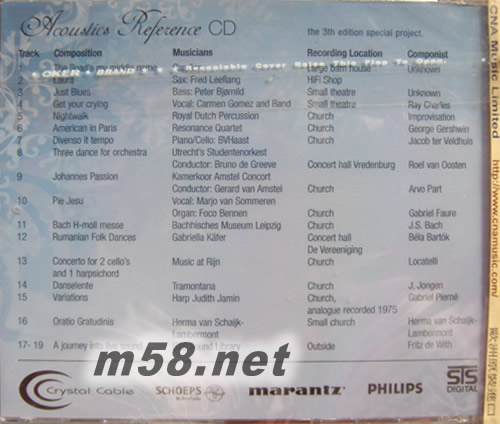 Acoustics Reference CD
the 3th edition special project.
Track Composition Musicians Recording Location Componist
1 The Road's my middle name Large barn house Unknown
2 Laura Sax: Fred Leeflang HiFi Shop
3 Just Blues Bass: Peter Bjørnild Small theatre Unknown
4 Get your crying Vocal: Carmen Gomez and Band Small theatre Ray Charles
5 Nightwalk Royal Dutch Percussion Church Improvisation
6 American in Paris Resonance Quartet Church George Gershwin
7 Divenso it tempo Piano/Cello: BVHaast Church Jacob ter Veldhuis
8 Three dance for orchestra Utrecht's Studentenorkest
Conductor: Bruno de Greeve Concert hall Vredenburg Roel van Oosten
9 Johannes Passion Kamerkoor Amstel Concort
Conductor: Gerard van Amstel Church Arvo Part
10 Pie Jesu Vocal: Marjo van Sommeren
Organ: Foco Bennen Church Gabriel Faure
11 Bach H-moll messe Bachhisches Museum Leipzig Church J.S. Bach
12 Rumanian Folk Dances Gabriella Käfer Concert hall Béla Bartók
De Vereeniging
13 Concerto for 2 cello's Music at Rijn Church Locatelli
and 1 harpsichord
14 Danselente Tramontana Church J. Jongen
15 Variations Harp Judith Jamin Church, Gabriel Pierné
analogue recorded 1975
16 Oratio Gratudinis Herma van Schaijk- Small church Herma van Schaijk-
Lambermont Lambermont
17-19 A journey into live sound Sound Library Outside Fritz de With
m58.net
Crystal Cable SCHOEPS marantz PHILIPS STS DIGITAL
CNA Music Limited
http://www.cnamusic.com/